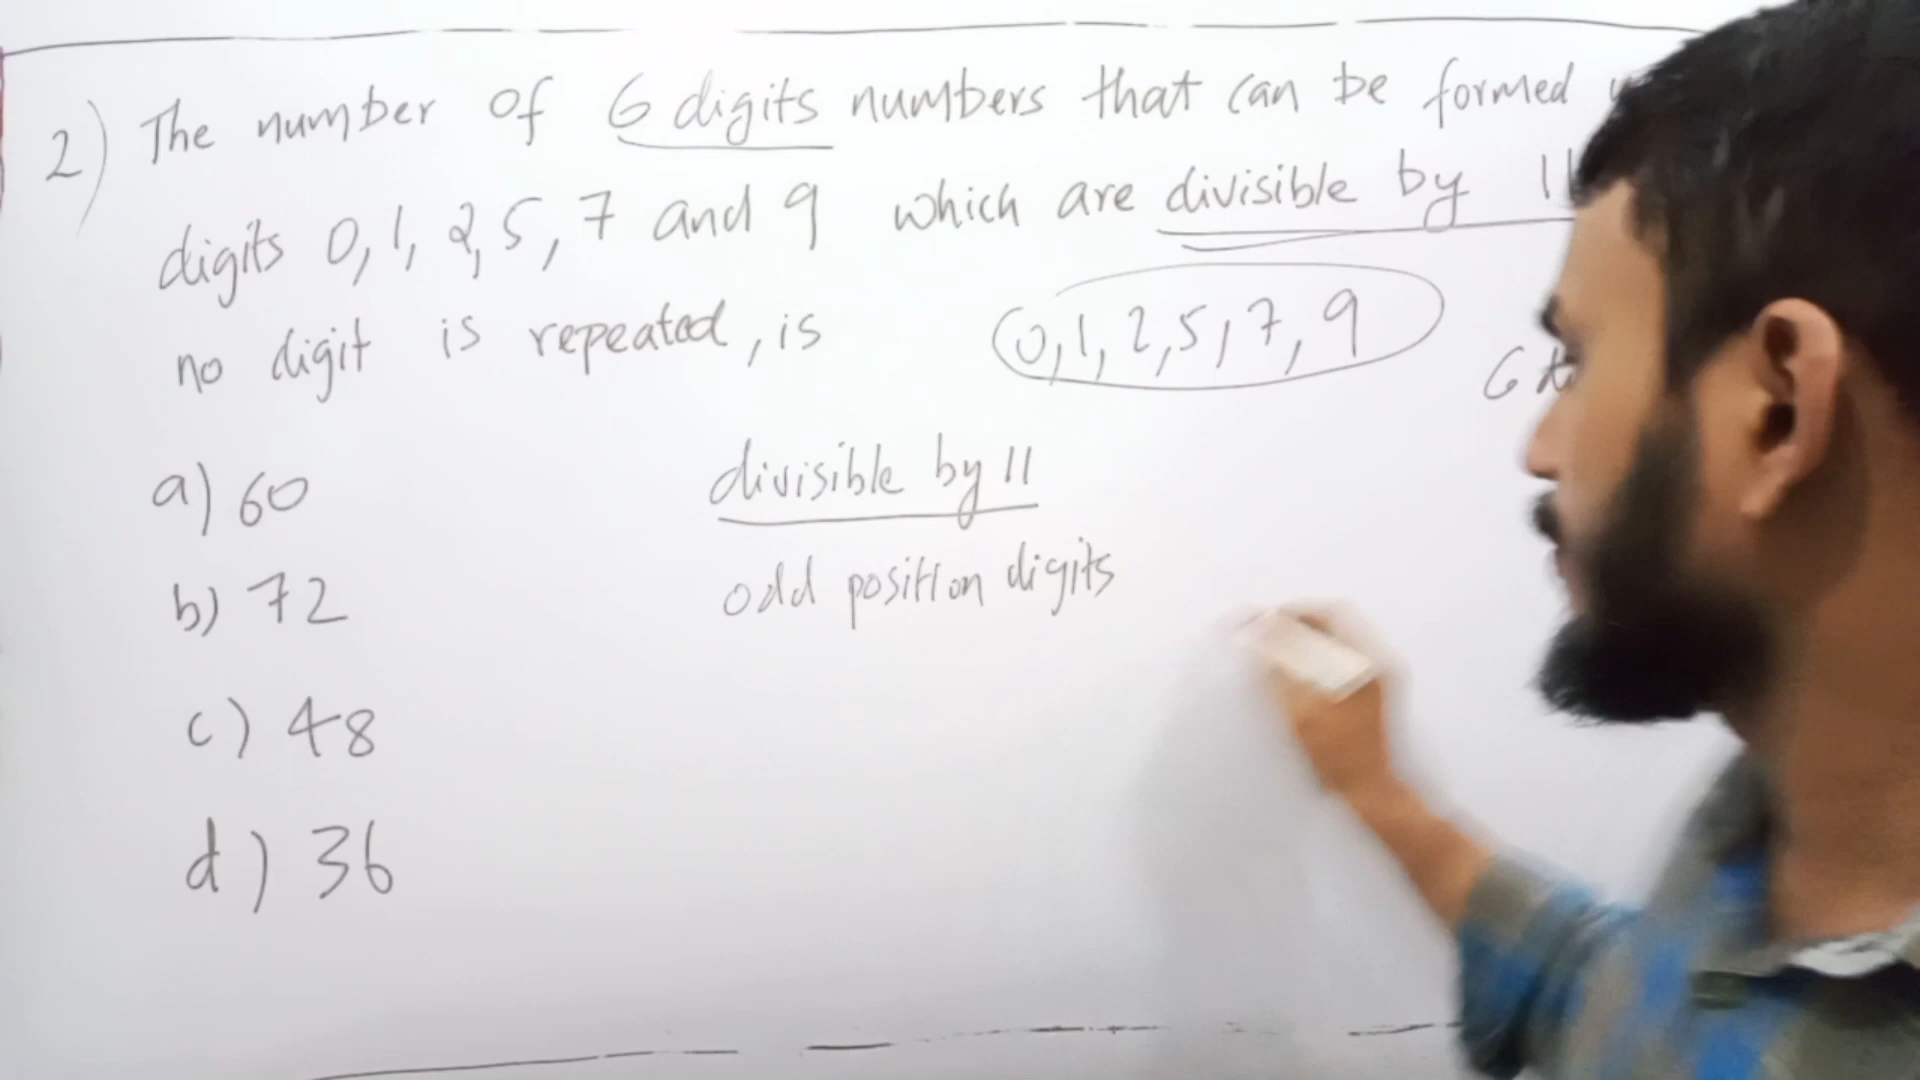 2) The number of 6 digits numbers that can be formed
digits 0, 1, 2, 5, 7 and 9 which are divisible by 11
no digit is repeated, is
0, 1, 2, 5, 7, 9
6
a) 60
divisible by 11
odd position digits
b) 72
c) 48
d) 36